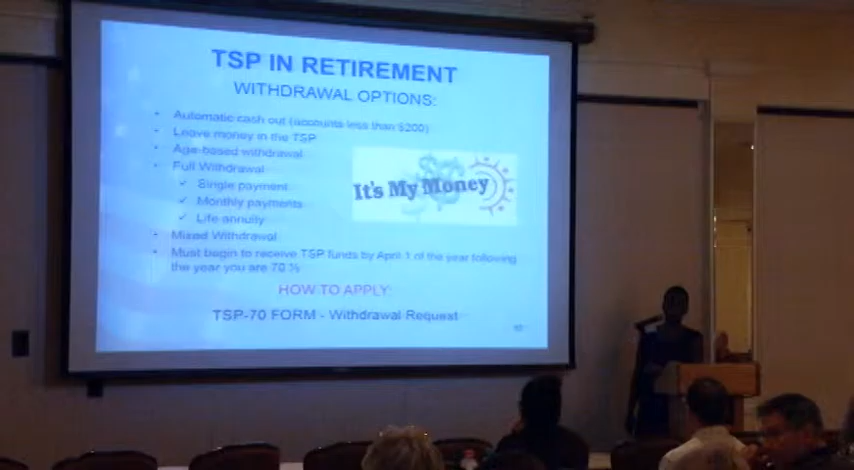 TSP IN RETIREMENT
WITHDRAWAL OPTIONS:
• Automatic cash out (accounts less than $200)
• Leave money in the TSP
• Age-based withdrawal
• Full Withdrawal
✓ Single payment
✓ Monthly payments
✓ Life annuity
It's My Money
• Mixed Withdrawal
• Must begin to receive TSP funds by April 1 of the year following
the year you are 70 ½
HOW TO APPLY:
TSP-70 FORM - Withdrawal Request